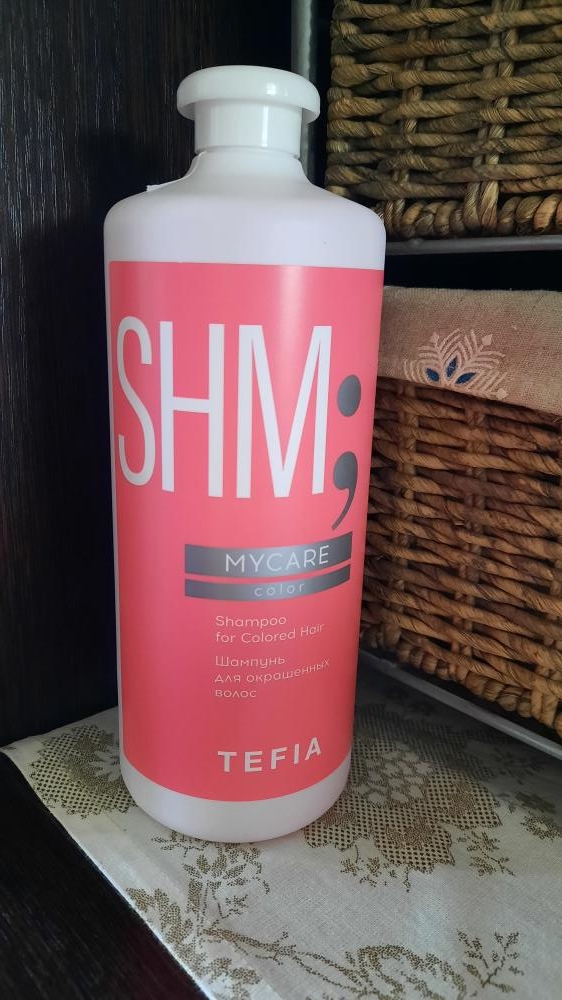 SHM;
MYCARE
color
Shampoo
for Colored Hair
Шампунь
для окрашенных
волос
TEFIA